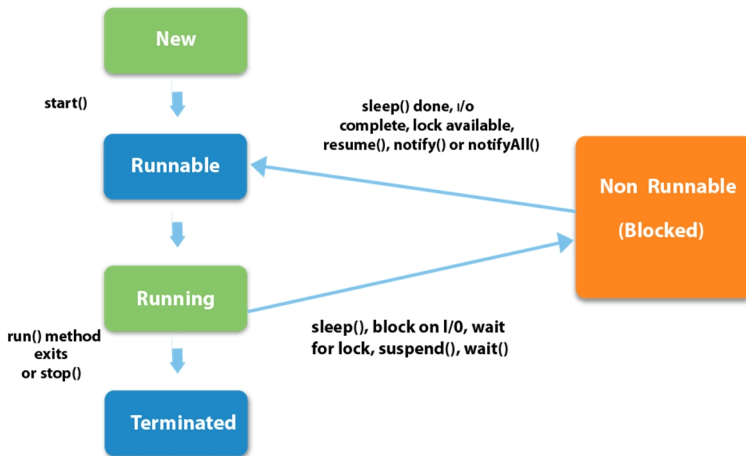 New
start()
sleep() done, I/o
complete, lock available,
resume(), notify() or notifyAll()
Runnable
Non Runnable
(Blocked)
Running
sleep(), block on I/0, wait
for lock, suspend(), wait()
run() method
exits
or stop()
Terminated